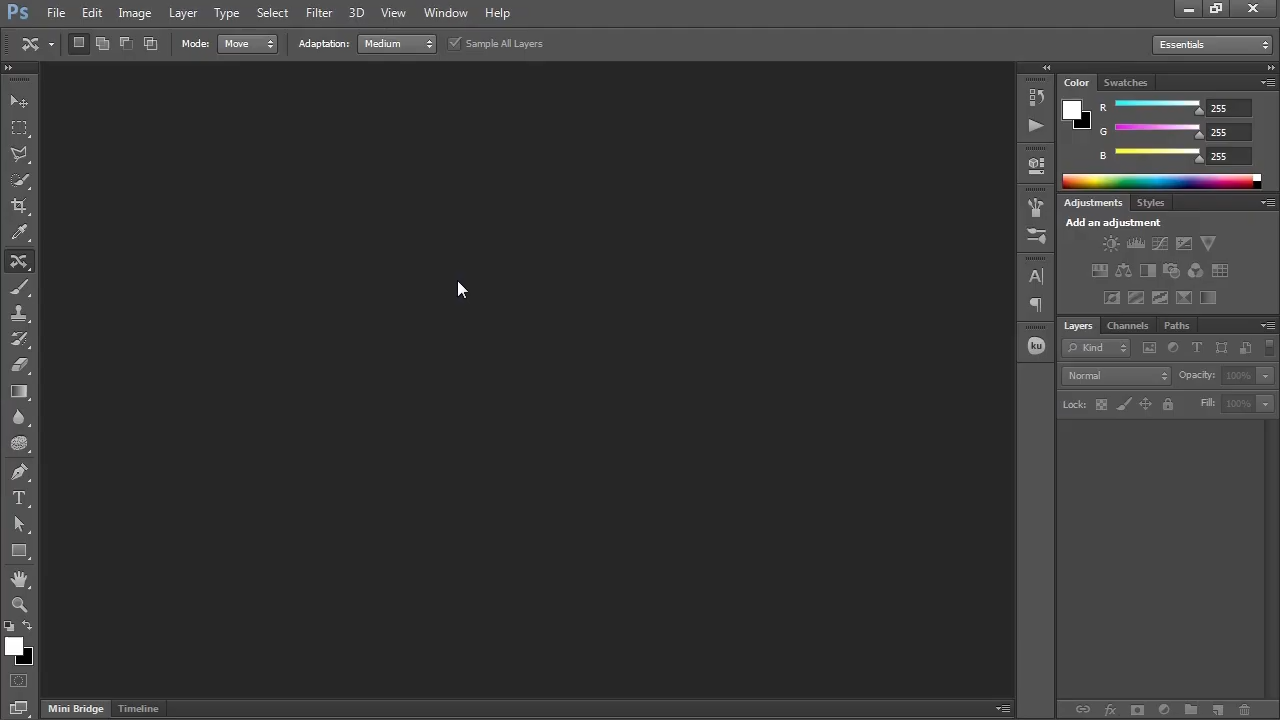 Ps File Edit Image Layer Type Select Filter 3D View Window Help
Mode: Move Adaptation: Medium Sample All Layers Essentials
Color Swatches
R 255
G 255
B 255
Adjustments Styles
Add an adjustment
A
ku
Layers Channels Paths
Kind T
Normal Opacity: 100%
Lock: Fill: 100%
T
fx
Mini Bridge Timeline